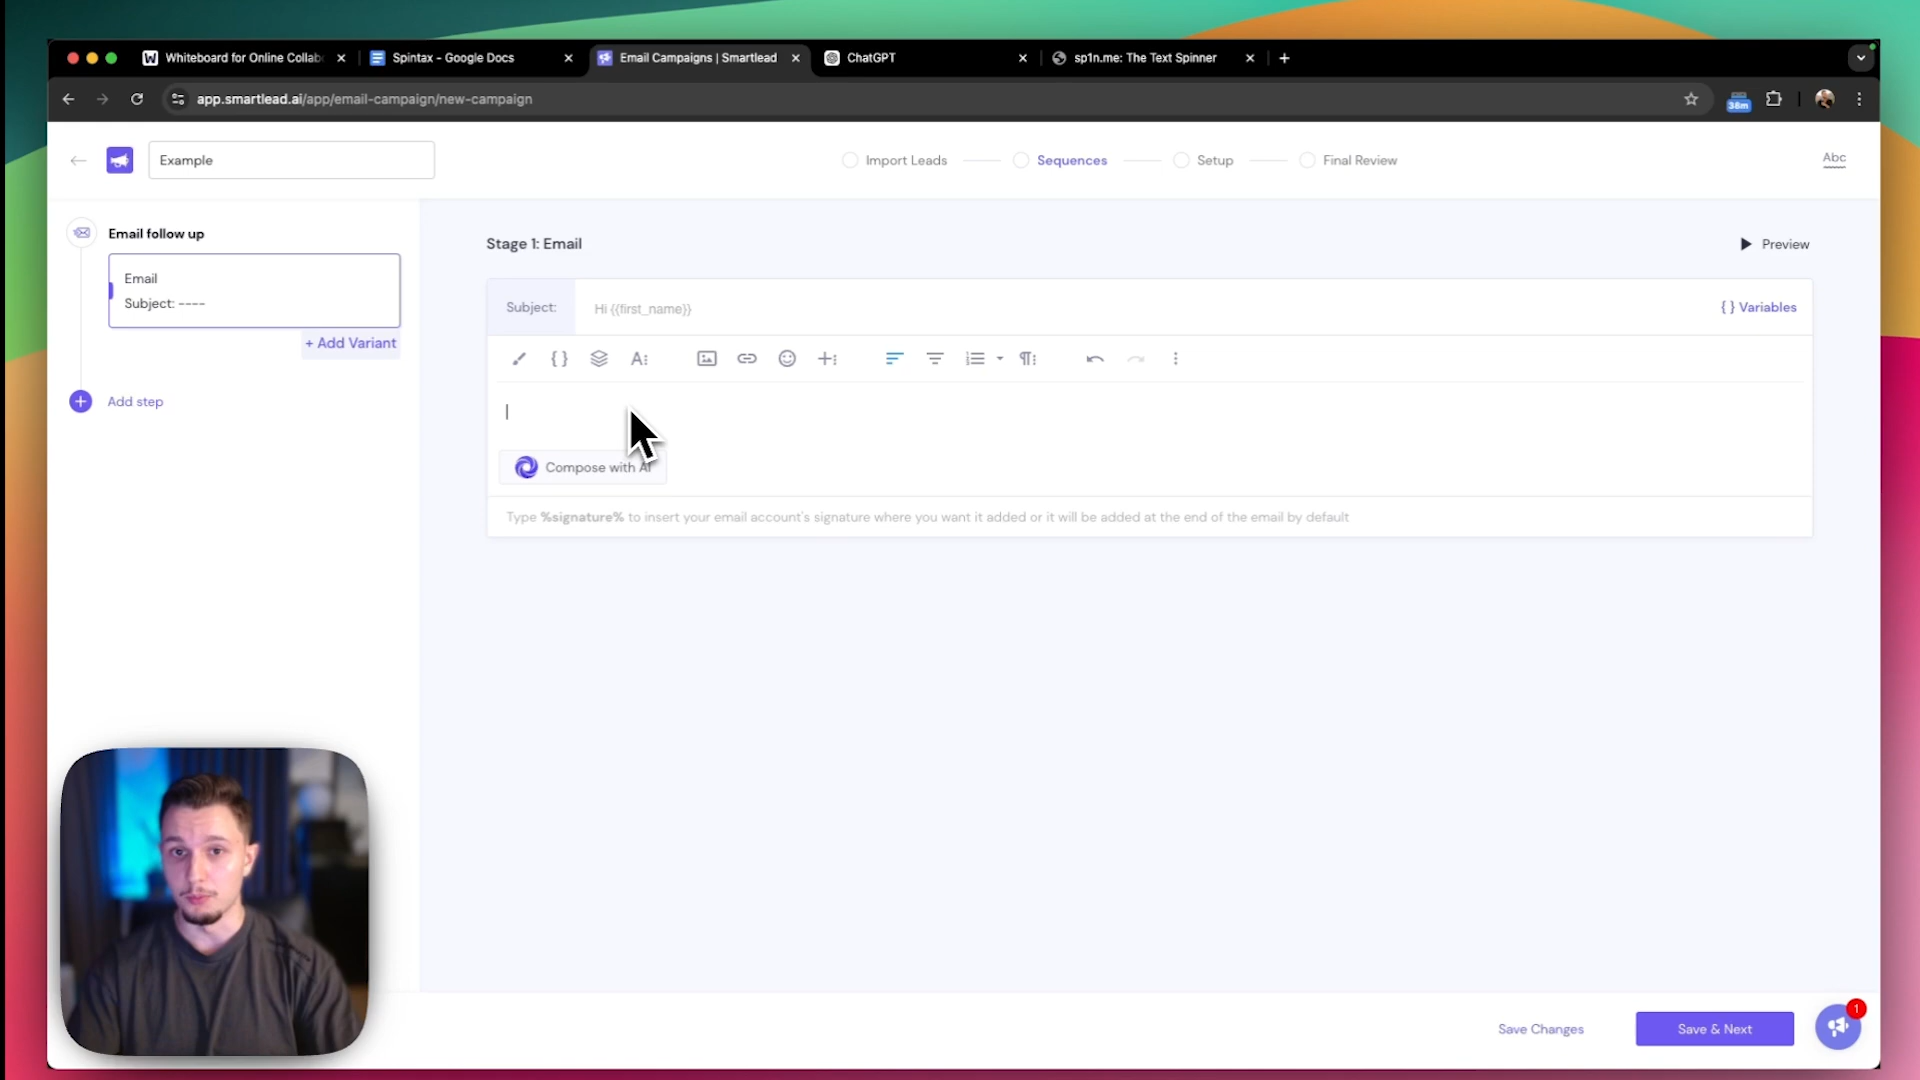 Whiteboard for Online Collab
Spintax - Google Docs
Email Campaigns | Smartlead
ChatGPT
sp1n.me: The Text Spinner
app.smartlead.ai/app/email-campaign/new-campaign
38m
Example
Import Leads
Sequences
Setup
Final Review
Abc
Email follow up
Email
Subject: ----
+ Add Variant
Add step
Stage 1: Email
Preview
Subject:
Hi {{first_name}}
{ } Variables
Compose with AI
Type %signature% to insert your email account's signature where you want it added or it will be added at the end of the email by default
Save Changes
Save & Next
1